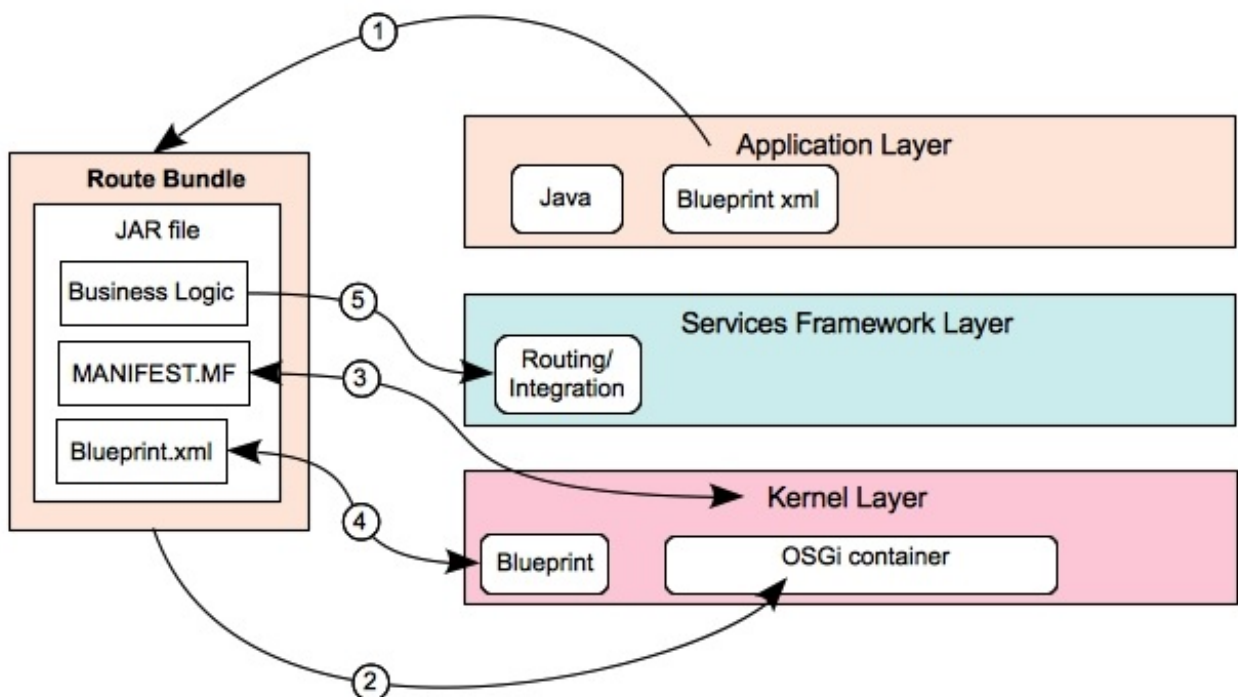 1
Application Layer
Java
Blueprint xml
Route Bundle
JAR file
Business Logic
MANIFEST.MF
Blueprint.xml
5
3
4
2
Services Framework Layer
Routing/
Integration
Kernel Layer
Blueprint
OSGi container